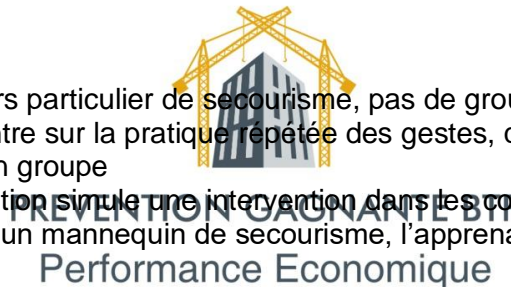 rs particulier de secourisme, pas de grou
tre sur la pratique répétée des gestes, c
n groupe
tion simule une intervention dans les co
PREVENTION GAGNANTE BTP
un mannequin de secourisme, l’apprena
Performance Economique